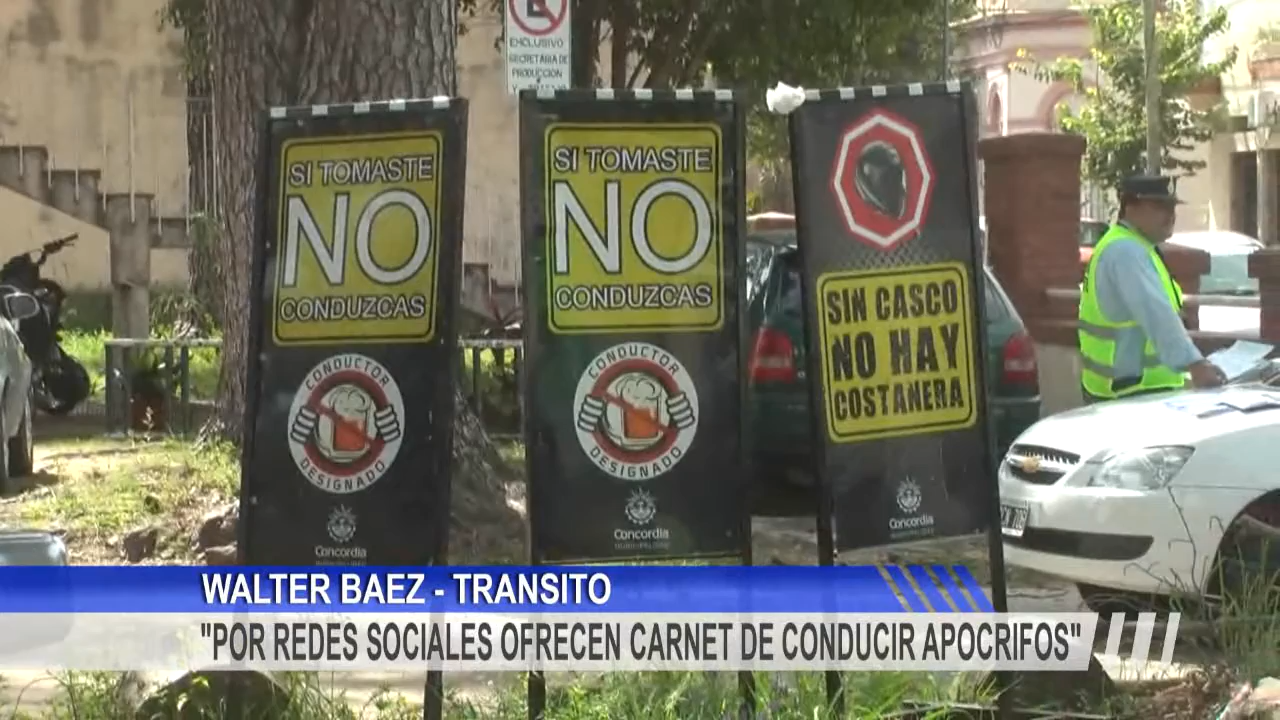 EXCLUSIVO
SECRETARIA DE
PRODUCCION
SI TOMASTE
NO
CONDUZCAS
CONDUCTOR
DESIGNADO
Concordia
SI TOMASTE
NO
CONDUZCAS
CONDUCTOR
DESIGNADO
Concordia
SIN CASCO
NO HAY
COSTANERA
Concordia
WALTER BAEZ - TRANSITO
"POR REDES SOCIALES OFRECEN CARNET DE CONDUCIR APOCRIFOS"